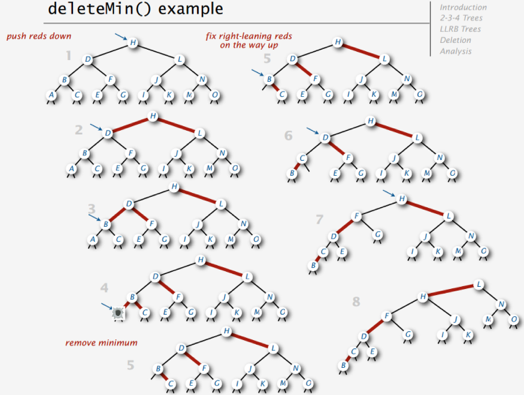 deleteMin() example
Introduction
2-3-4 Trees
LLRB Trees
Deletion
Analysis
push reds down
1
H
D L
B F J N
A C E G I K M O
2
H
D L
B F J N
A C E G I K M O
3
H
D L
B F J N
A C E G I K M O
4
H
D L
B F J N
C E G I K M O
remove minimum
5
H
D L
B F J N
C E G I K M O
fix right-leaning reds
on the way up
5
H
D L
B F J N
C E G I K M O
6
H
D L
C F J N
B E G I K M O
7
H
F L
D G J N
C E I K M O
B
8
L
H N
F J M O
D G I K
C E
B